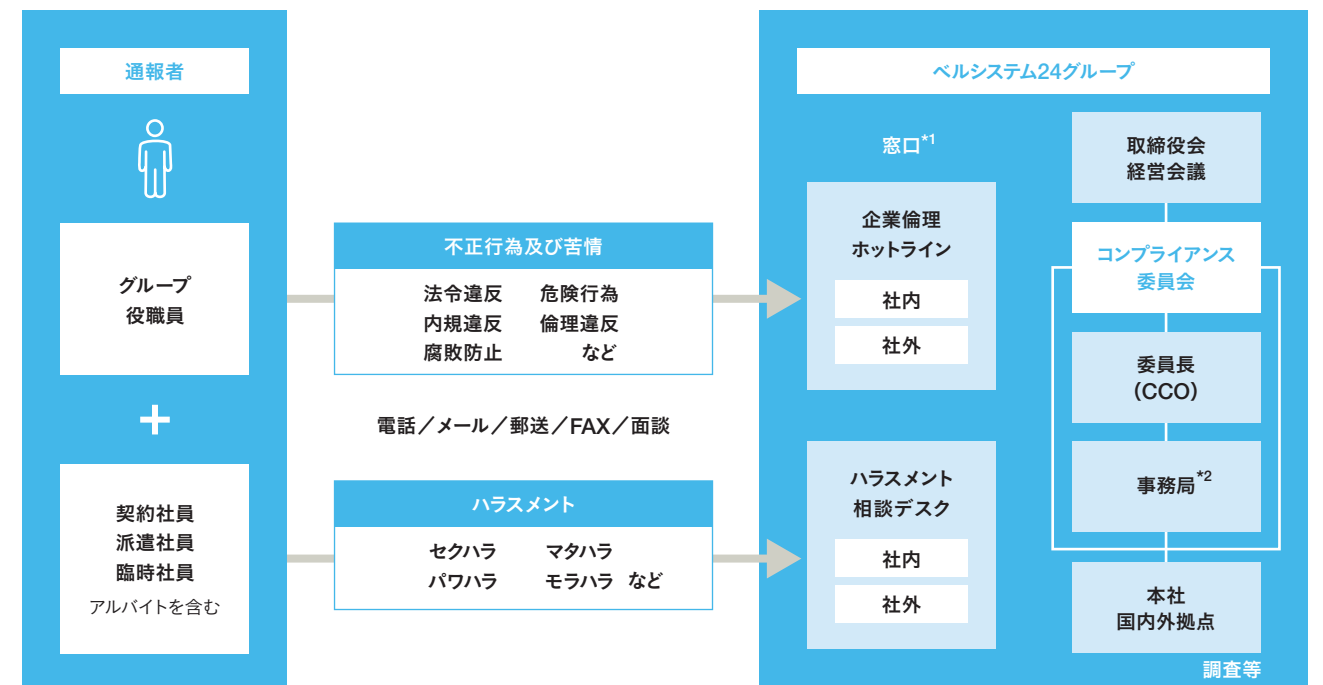 通報者
グループ
役職員
+
契約社員
派遣社員
臨時社員
アルバイトを含む
不正行為及び苦情
法令違反 危険行為
内規違反 倫理違反
腐敗防止 など
電話／メール／郵送／FAX／面談
ハラスメント
セクハラ マタハラ
パワハラ モラハラ など
ベルシステム24グループ
窓口*1
企業倫理
ホットライン
社内
社外
ハラスメント
相談デスク
社内
社外
取締役会
経営会議
コンプライアンス
委員会
委員長
（CCO）
事務局*2
本社
国内外拠点
調査等